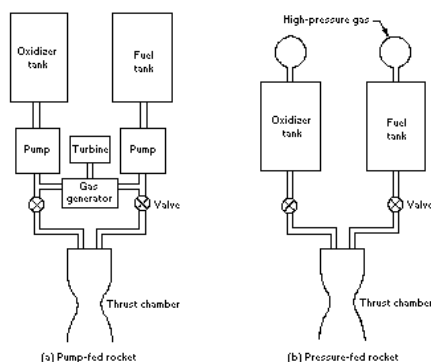 Oxidizer
tank
Fuel
tank
Pump
Turbine
Pump
Gas
generator
Valve
Thrust chamber
(a) Pump-fed rocket
High-pressure gas
Oxidizer
tank
Fuel
tank
Valve
Thrust chamber
(b) Pressure-fed rocket